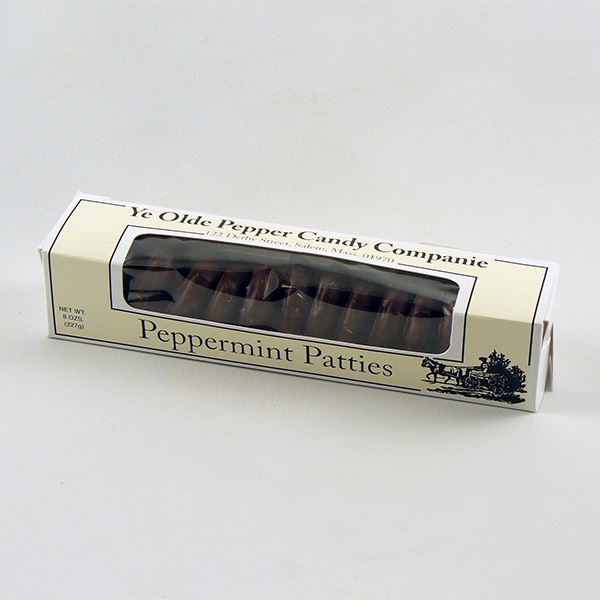 Ye Olde Pepper Candy Companie
122 Derby Street, Salem, Mass. 01970
NET WT.
8 OZS.
(227g)
Peppermint Patties